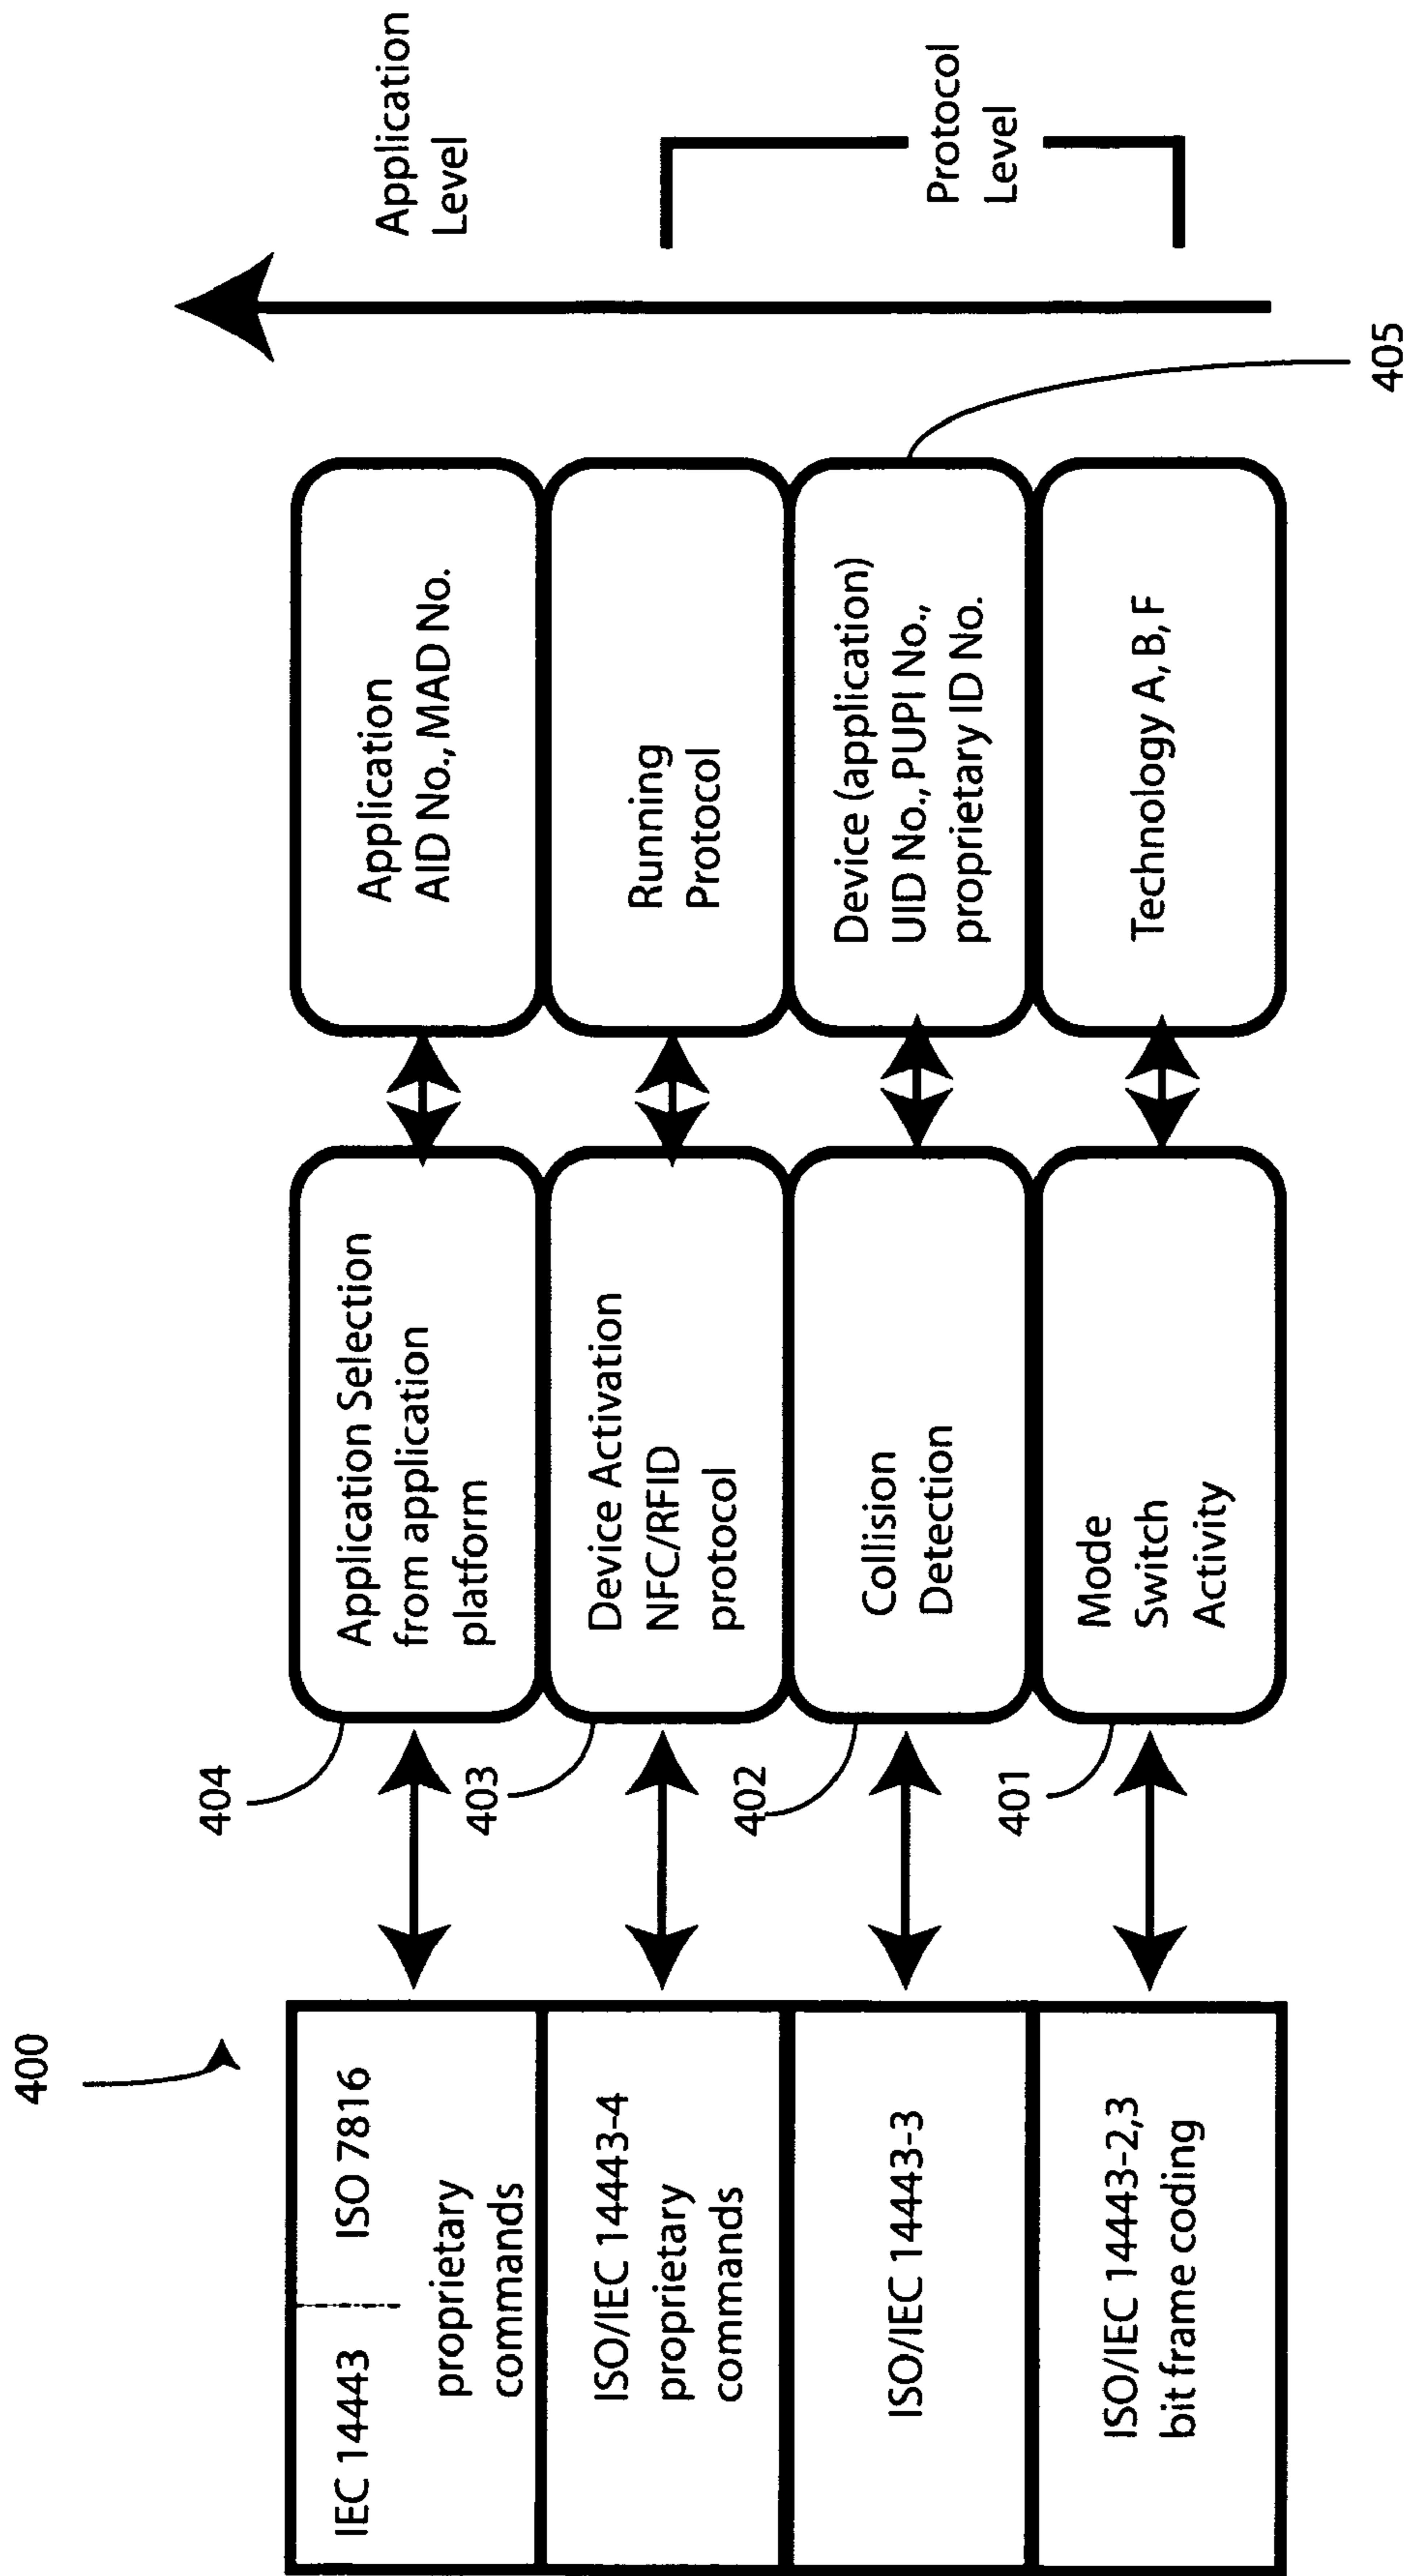 400
IEC 14443
ISO 7816
proprietary
commands
ISO/IEC 14443-4
proprietary
commands
ISO/IEC 14443-3
ISO/IEC 14443-2,3
bit frame coding
404
403
402
401
Application Selection
from application
platform
Device Activation
NFC/RFID
protocol
Collision
Detection
Mode
Switch
Activity
Application
AID No., MAD No.
Running
Protocol
Device (application)
UID No., PUPI No.,
proprietary ID No.
Technology A, B, F
405
Application
Level
Protocol
Level